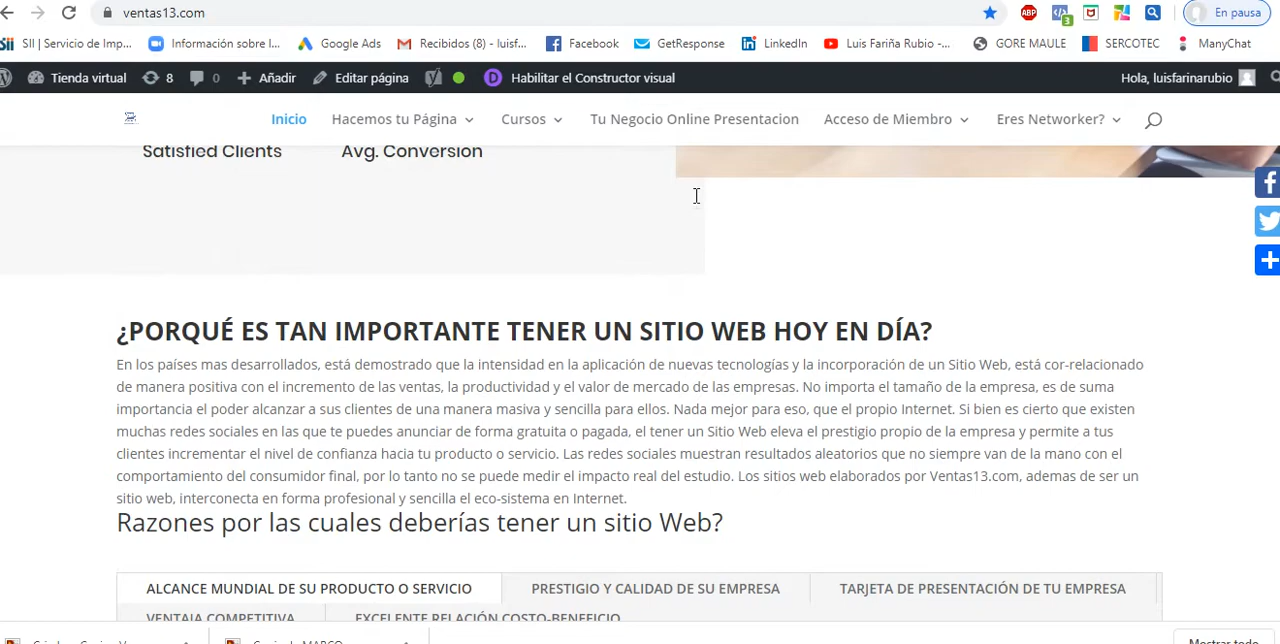 ventas13.com
ABP
3
En pausa
SII | Servicio de Imp...
Información sobre l...
Google Ads
Recibidos (8) - luisf...
Facebook
GetResponse
LinkedIn
Luis Fariña Rubio -...
GORE MAULE
SERCOTEC
ManyChat
Tienda virtual
8
0
Añadir
Editar página
Habilitar el Constructor visual
Hola, luisfarinarubio
Inicio
Hacemos tu Página
Cursos
Tu Negocio Online Presentacion
Acceso de Miembro
Eres Networker?
Satisfied Clients
Avg. Conversion
¿PORQUÉ ES TAN IMPORTANTE TENER UN SITIO WEB HOY EN DÍA?
En los países mas desarrollados, está demostrado que la intensidad en la aplicación de nuevas tecnologías y la incorporación de un Sitio Web, está cor-relacionado
de manera positiva con el incremento de las ventas, la productividad y el valor de mercado de las empresas. No importa el tamaño de la empresa, es de suma
importancia el poder alcanzar a sus clientes de una manera masiva y sencilla para ellos. Nada mejor para eso, que el propio Internet. Si bien es cierto que existen
muchas redes sociales en las que te puedes anunciar de forma gratuita o pagada, el tener un Sitio Web eleva el prestigio propio de la empresa y permite a tus
clientes incrementar el nivel de confianza hacia tu producto o servicio. Las redes sociales muestran resultados aleatorios que no siempre van de la mano con el
comportamiento del consumidor final, por lo tanto no se puede medir el impacto real del estudio. Los sitios web elaborados por Ventas13.com, ademas de ser un
sitio web, interconecta en forma profesional y sencilla el eco-sistema en Internet.
Razones por las cuales deberías tener un sitio Web?
ALCANCE MUNDIAL DE SU PRODUCTO O SERVICIO
PRESTIGIO Y CALIDAD DE SU EMPRESA
TARJETA DE PRESENTACIÓN DE TU EMPRESA
VENTAJA COMPETITIVA
EXCELENTE RELACIÓN COSTO-BENEFICIO
Mostrar todo